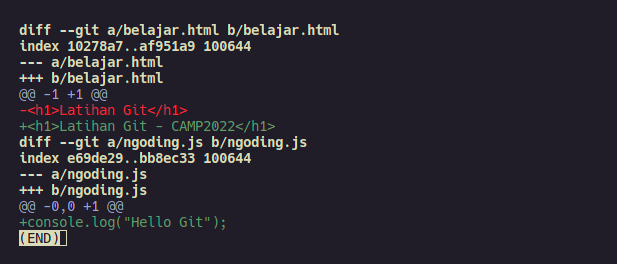 diff --git a/belajar.html b/belajar.html
index 10278a7..af951a9 100644
--- a/belajar.html
+++ b/belajar.html
@@ -1 +1 @@
-<h1>Latihan Git</h1>
+<h1>Latihan Git - CAMP2022</h1>
diff --git a/ngoding.js b/ngoding.js
index e69de29..bb8ec33 100644
--- a/ngoding.js
+++ b/ngoding.js
@@ -0,0 +1 @@
+console.log("Hello Git");
(END)